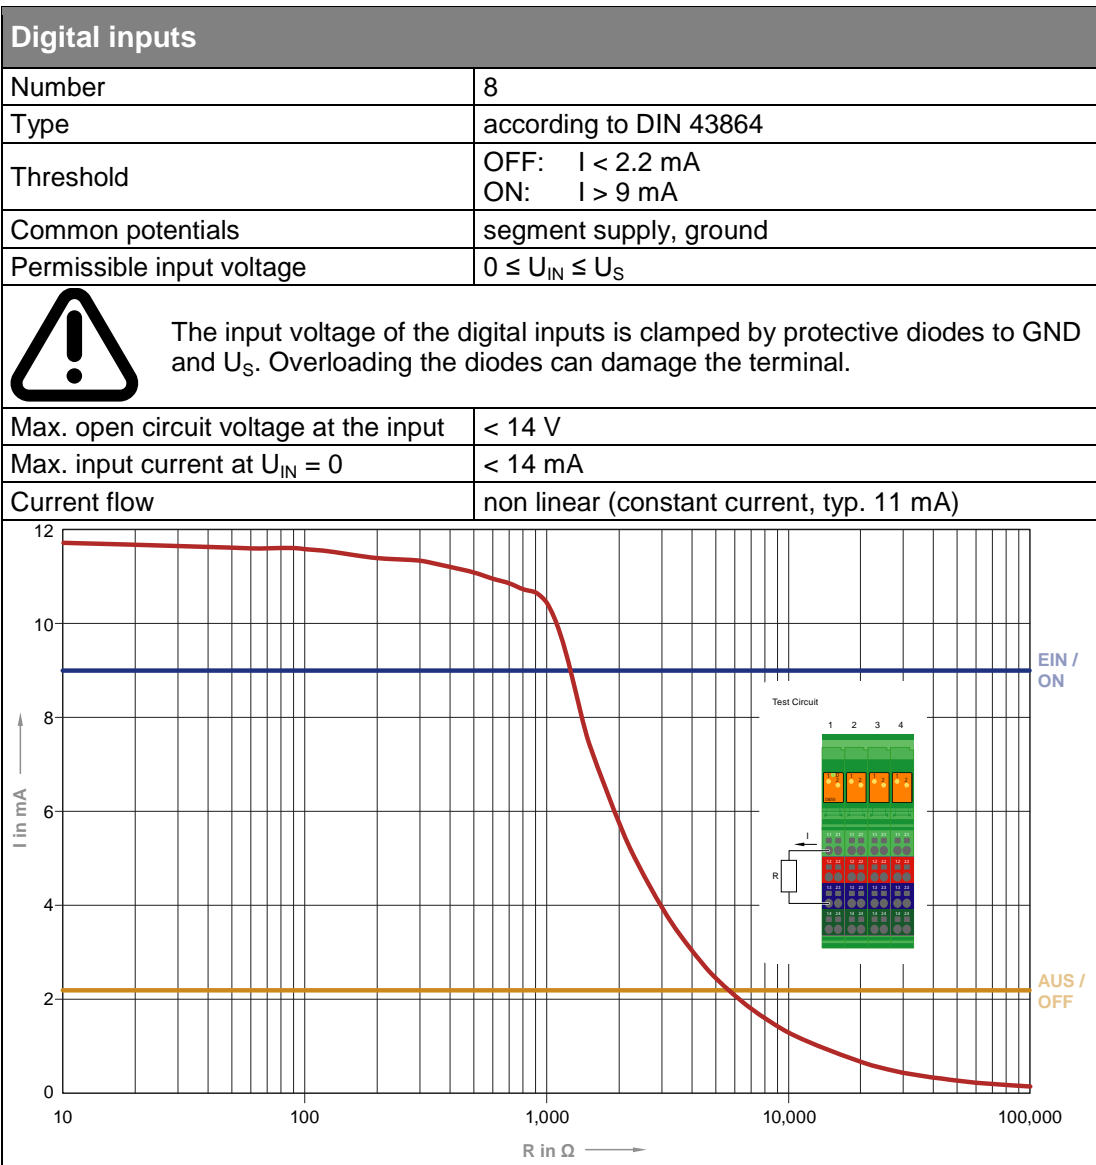 Digital inputs
Number 8
Type according to DIN 43864
Threshold OFF: I < 2.2 mA
ON: I > 9 mA
Common potentials segment supply, ground
Permissible input voltage 0 ≤ U_IN ≤ U_S
The input voltage of the digital inputs is clamped by protective diodes to GND
and U_S. Overloading the diodes can damage the terminal.
Max. open circuit voltage at the input < 14 V
Max. input current at U_IN = 0 < 14 mA
Current flow non linear (constant current, typ. 11 mA)
12
10
8
6
4
2
0
I in mA
EIN /
ON
AUS /
OFF
Test Circuit
1 2 3 4
I
R
10 100 1,000 10,000 100,000
R in Ω